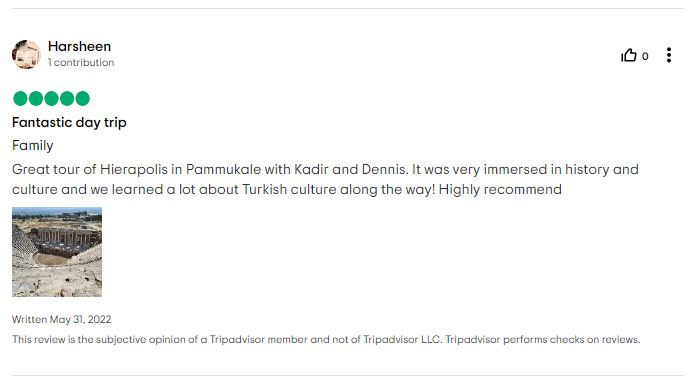 Harsheen
1 contribution
0
Fantastic day trip
Family
Great tour of Hierapolis in Pammukale with Kadir and Dennis. It was very immersed in history and
culture and we learned a lot about Turkish culture along the way! Highly recommend
Written May 31, 2022
This review is the subjective opinion of a Tripadvisor member and not of Tripadvisor LLC. Tripadvisor performs checks on reviews.